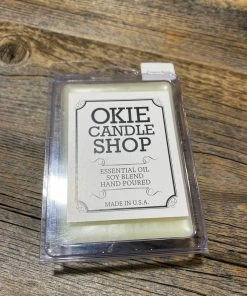 OKIE
CANDLE
SHOP
ESSENTIAL OIL
SOY BLEND
HAND POURED
MADE IN U.S.A.